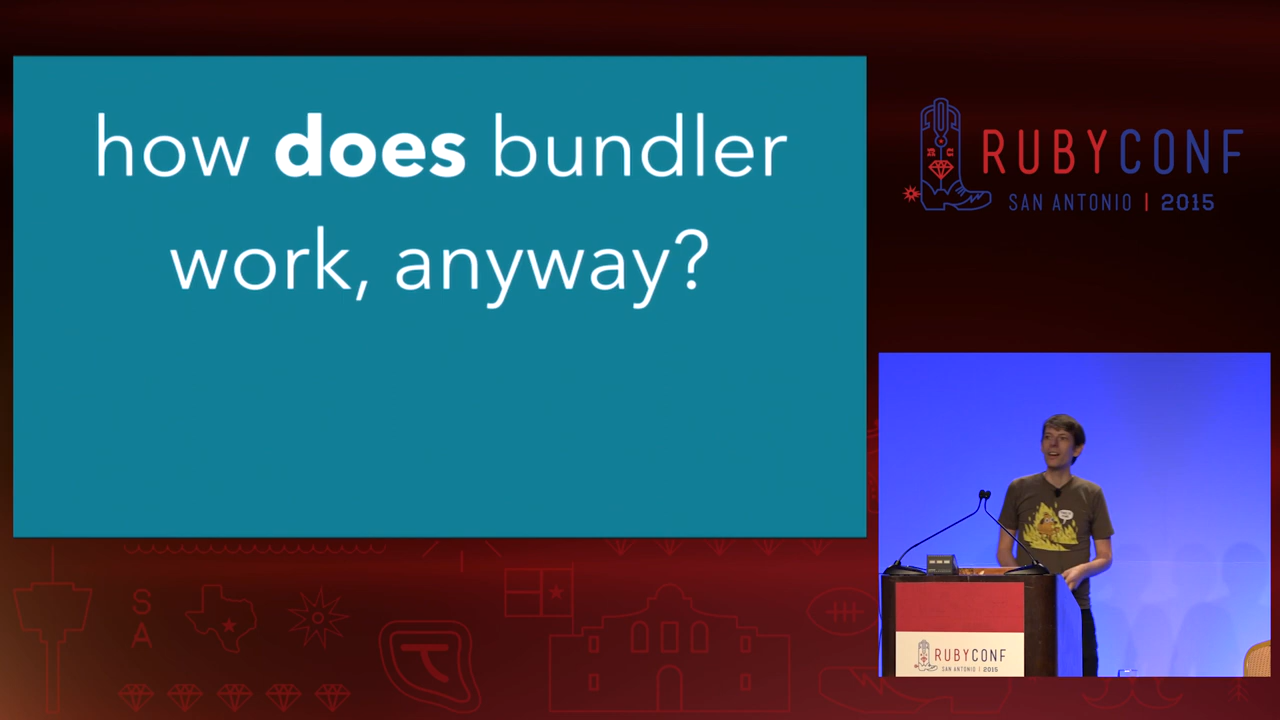 how does bundler
work, anyway?
RUBYCONF
SAN ANTONIO | 2015
S
A
RUBYCONF
SAN ANTONIO | 2015